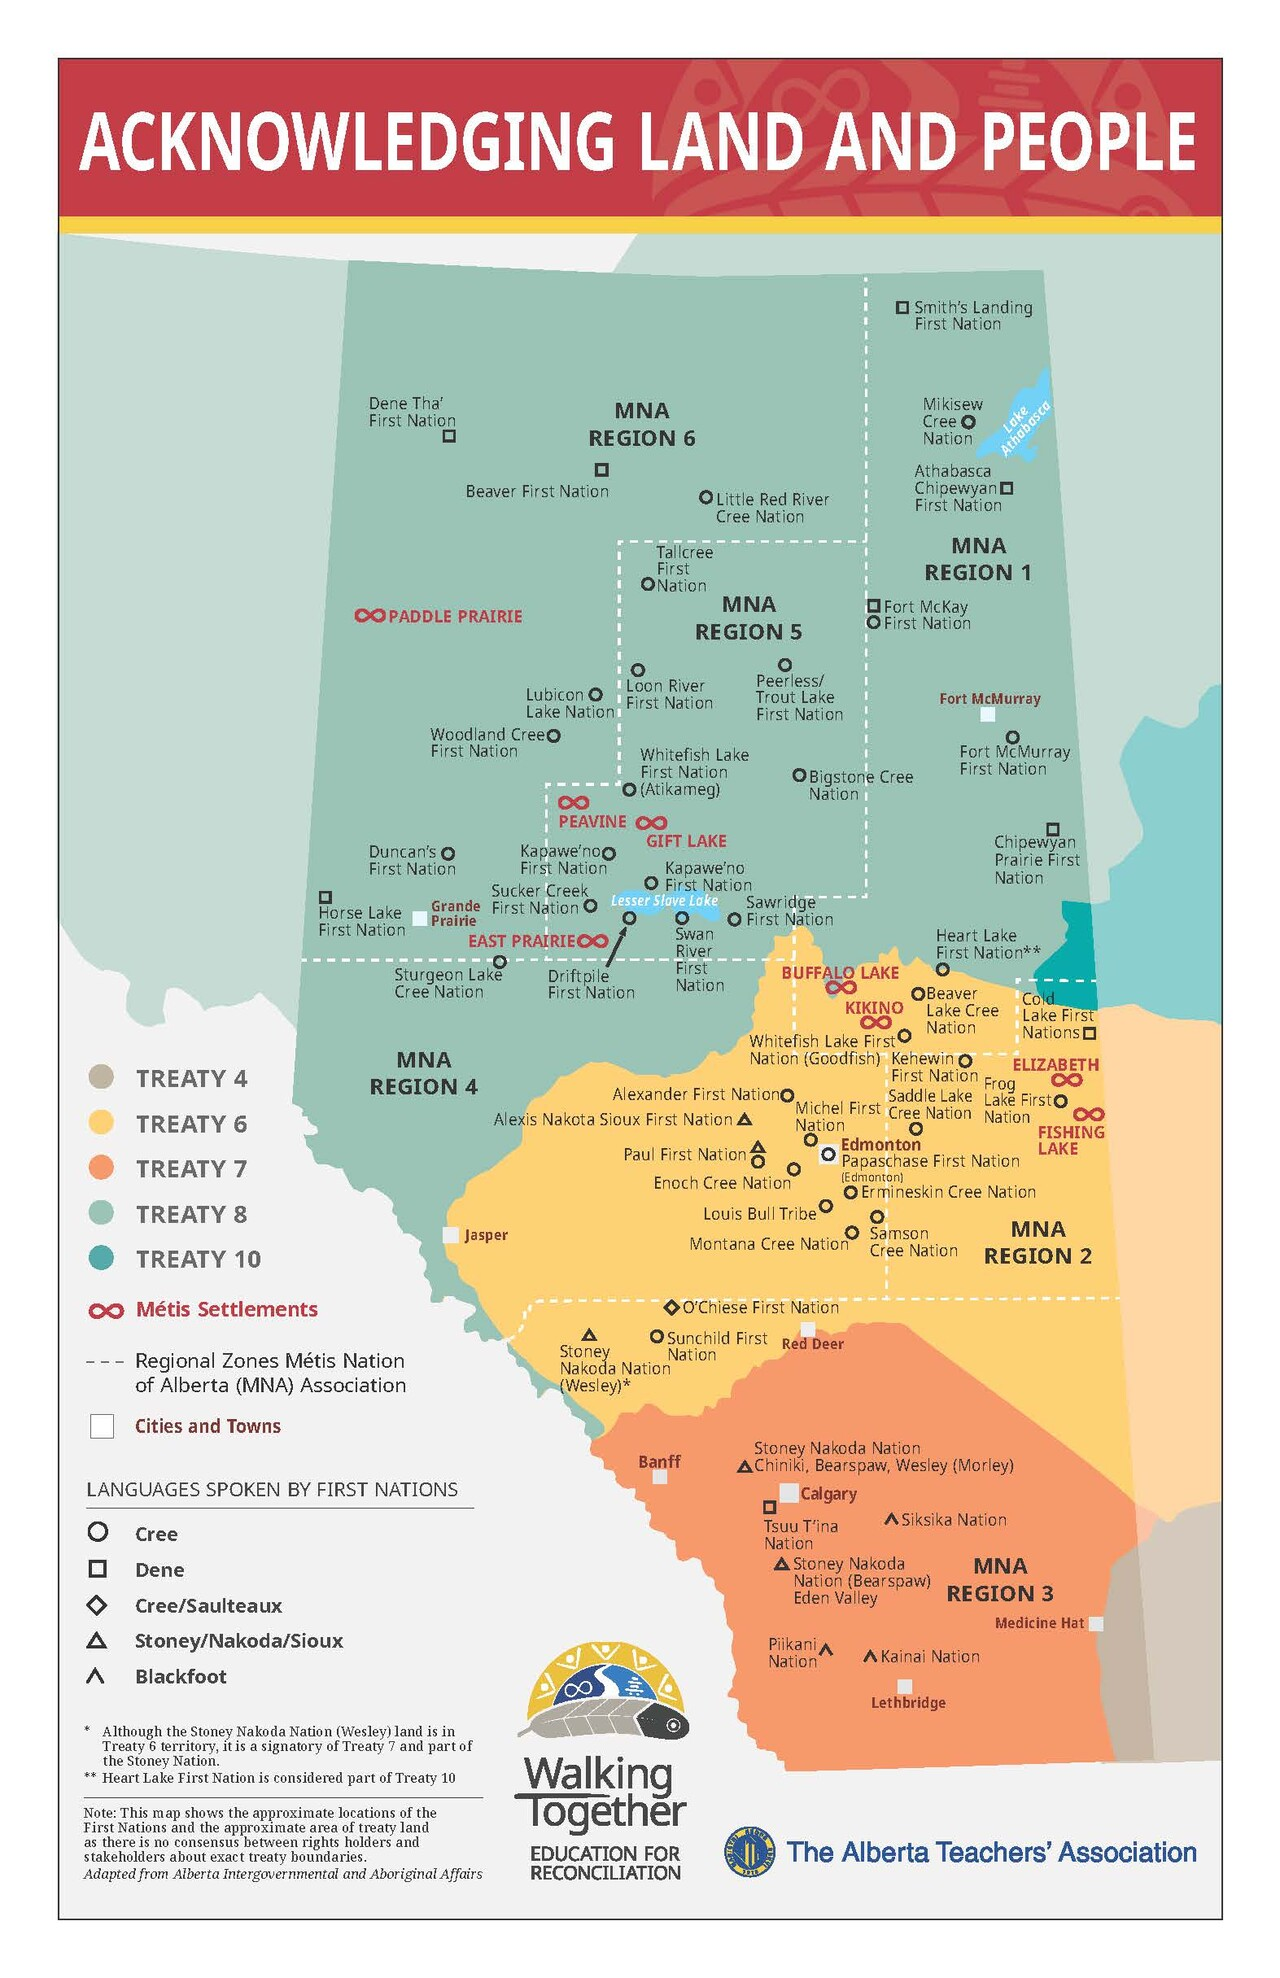 ACKNOWLEDGING LAND AND PEOPLE
Smith's Landing
First Nation
Dene Tha'
First Nation
MNA
REGION 6
Mikisew
Cree
Nation
Lake
Athabasca
Beaver First Nation
Little Red River
Cree Nation
Athabasca
Chipewyan
First Nation
Tallcree
First
Nation
MNA
REGION 1
MNA
REGION 5
Fort McKay
First Nation
PADDLE PRAIRIE
Lubicon
Lake Nation
Loon River
First Nation
Peerless/
Trout Lake
First Nation
Fort McMurray
Woodland Cree
First Nation
Fort McMurray
First Nation
Whitefish Lake
First Nation
(Atikameg)
Bigstone Cree
Nation
PEAVINE
GIFT LAKE
Chipewyan
Prairie First
Nation
Duncan's
First Nation
Kapawe'no
First Nation
Kapawe'no
First Nation
Sucker Creek
First Nation
Lesser Slave Lake
Sawridge
First Nation
Horse Lake
First Nation
Grande
Prairie
EAST PRAIRIE
Swan
River
First
Nation
Heart Lake
First Nation**
Sturgeon Lake
Cree Nation
Driftpile
First Nation
BUFFALO LAKE
KIKINO
Beaver
Lake Cree
Nation
Cold
Lake First
Nations
Whitefish Lake First
Nation (Goodfish)
Kehewin
First Nation
ELIZABETH
MNA
REGION 4
Alexander First Nation
Michel First
Nation
Saddle Lake
Cree Nation
Frog
Lake First
Nation
FISHING
LAKE
Alexis Nakota Sioux First Nation
Paul First Nation
Edmonton
Papaschase First Nation
(Edmonton)
Enoch Cree Nation
Ermineskin Cree Nation
Louis Bull Tribe
Montana Cree Nation
Samson
Cree Nation
MNA
REGION 2
Jasper
O'Chiese First Nation
Sunchild First
Nation
Red Deer
Stoney
Nakoda Nation
(Wesley)*
Banff
Stoney Nakoda Nation
Chiniki, Bearspaw, Wesley (Morley)
Calgary
Tsuu T'ina
Nation
Siksika Nation
Stoney Nakoda
Nation (Bearspaw)
Eden Valley
MNA
REGION 3
Medicine Hat
Piikani
Nation
Kainai Nation
Lethbridge
TREATY 4
TREATY 6
TREATY 7
TREATY 8
TREATY 10
Métis Settlements
Regional Zones Métis Nation
of Alberta (MNA) Association
Cities and Towns
LANGUAGES SPOKEN BY FIRST NATIONS
Cree
Dene
Cree/Saulteaux
Stoney/Nakoda/Sioux
Blackfoot
* Although the Stoney Nakoda Nation (Wesley) land is in
Treaty 6 territory, it is a signatory of Treaty 7 and part of
the Stoney Nation.
** Heart Lake First Nation is considered part of Treaty 10
Note: This map shows the approximate locations of the
First Nations and the approximate area of treaty land
as there is no consensus between rights holders and
stakeholders about exact treaty boundaries.
Adapted from Alberta Intergovernmental and Aboriginal Affairs
Walking
Together
EDUCATION FOR
RECONCILIATION
The Alberta Teachers' Association